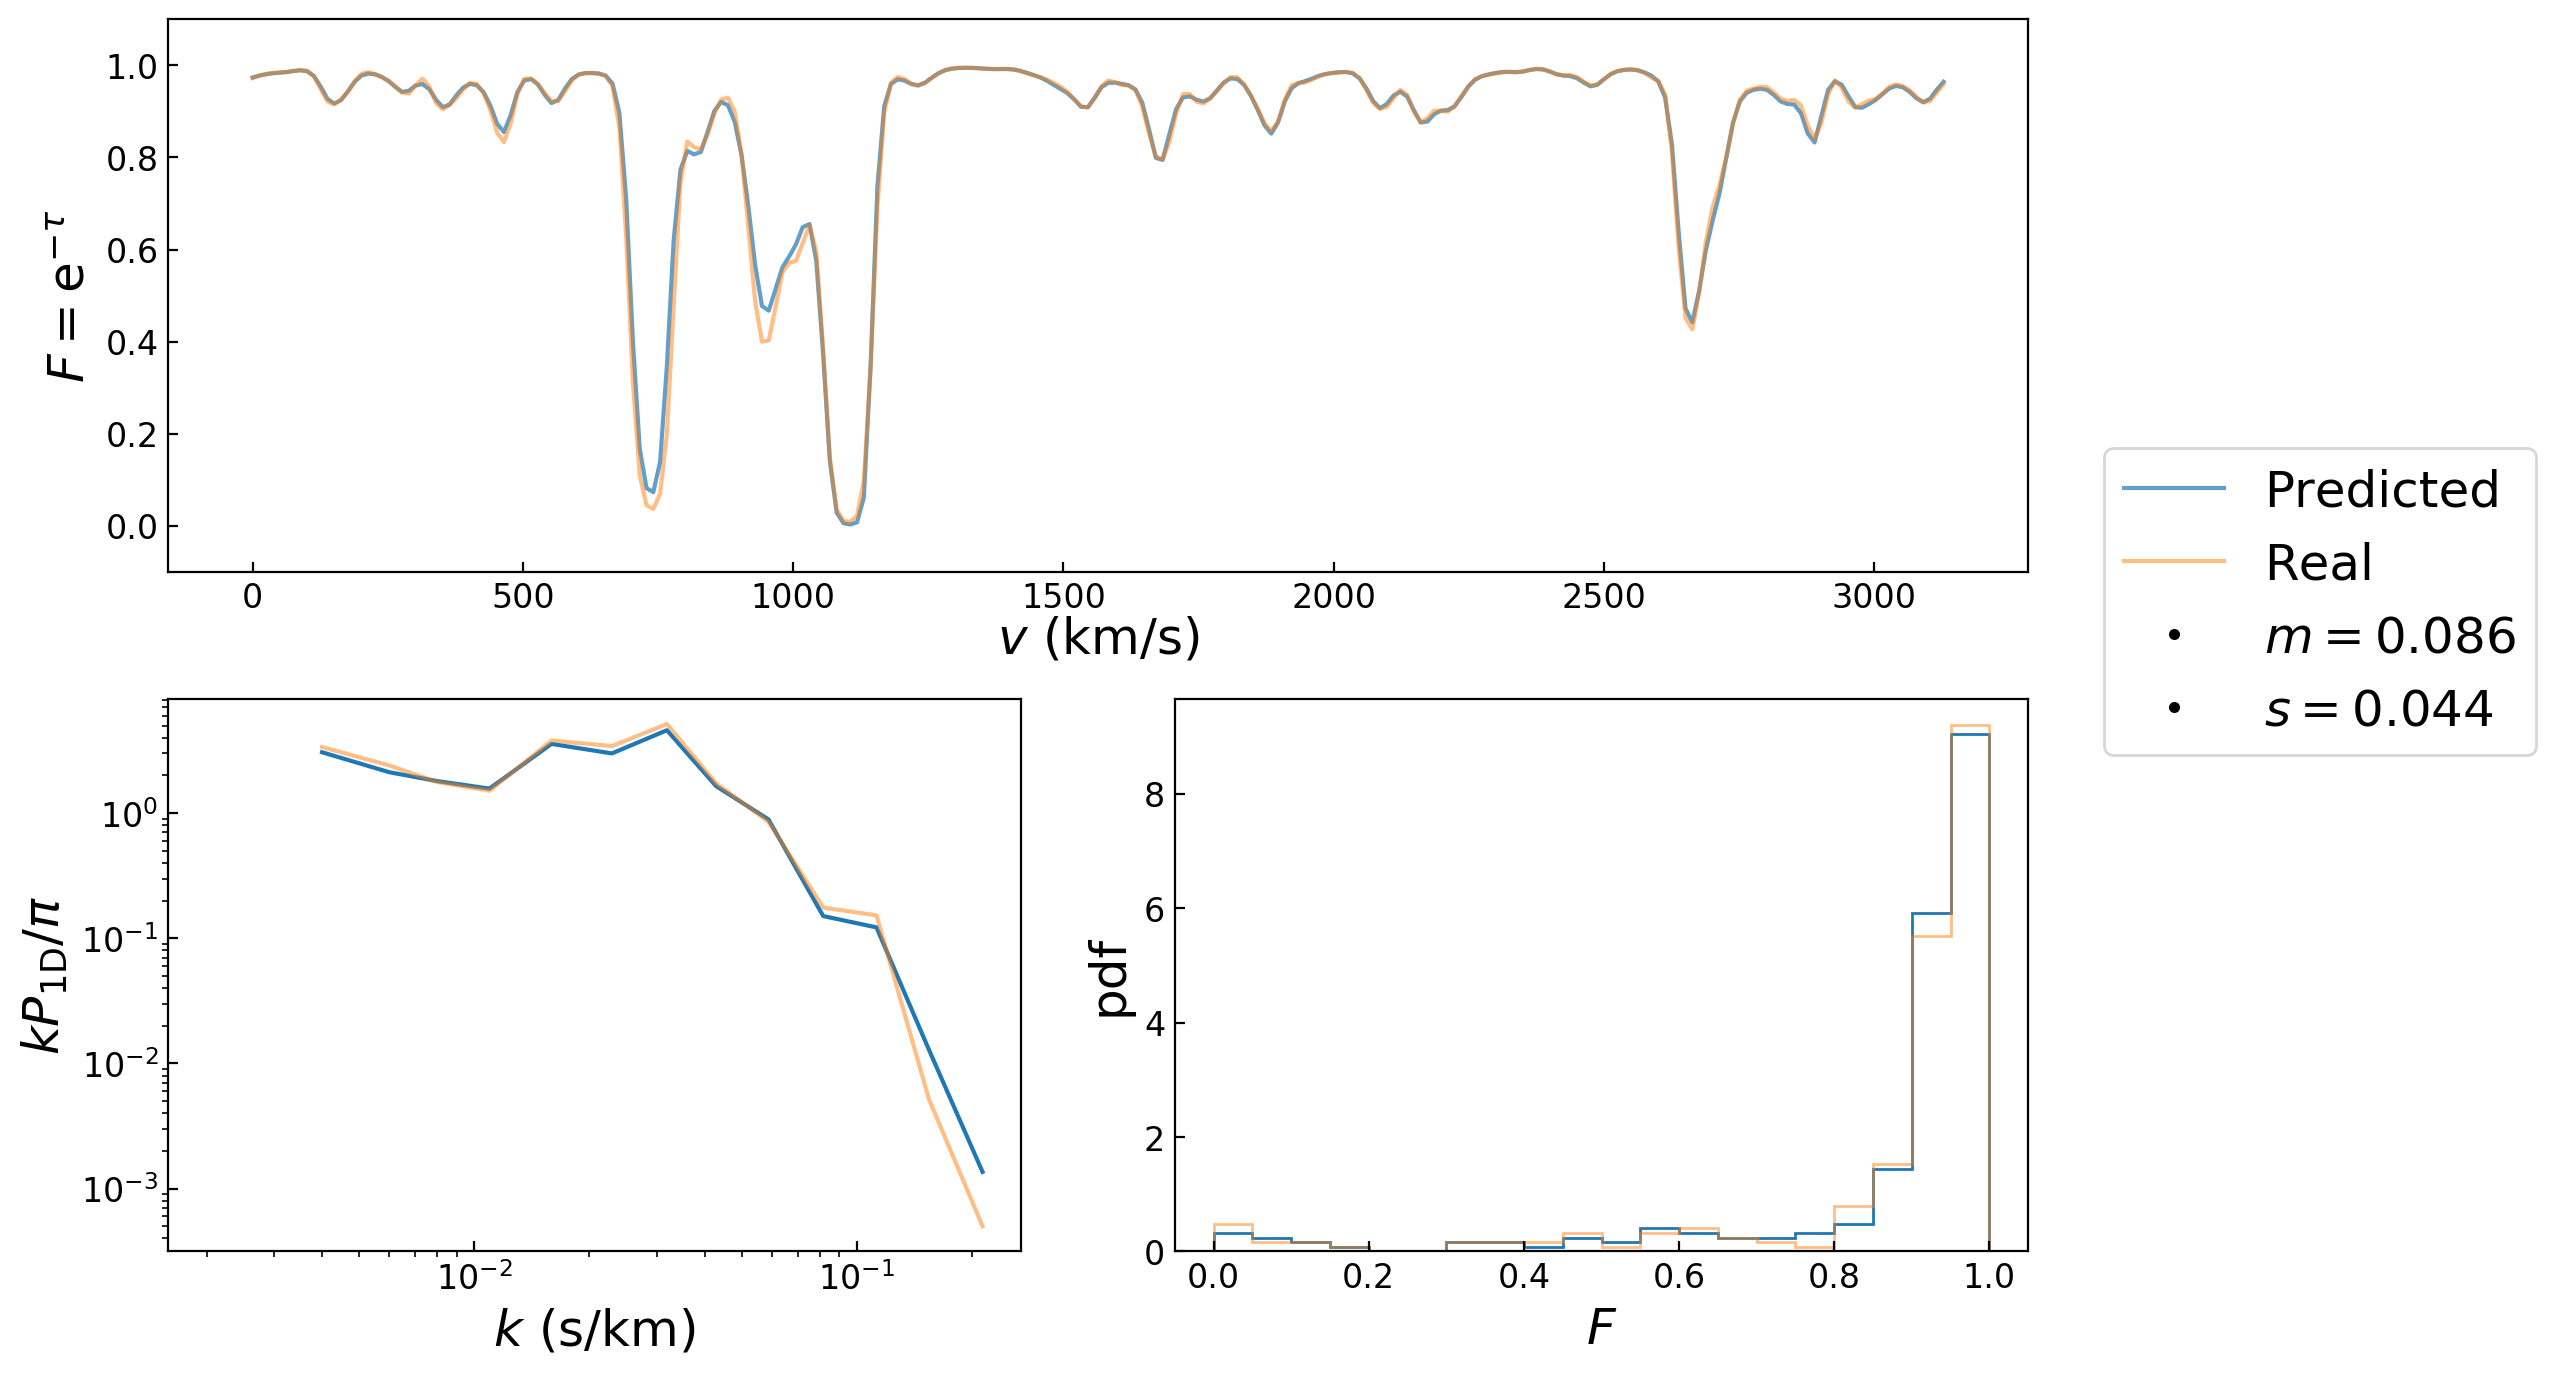 1.0
0.8
0.6
0.4
0.2
0.0
F = e^{−τ}
0 500 1000 1500 2000 2500 3000
v (km/s)
Predicted
Real
m = 0.086
s = 0.044
10^0
10^{−1}
10^{−2}
10^{−3}
kP_{1D}/π
10^{−2} 10^{−1}
k (s/km)
8
6
4
2
0
pdf
0.0 0.2 0.4 0.6 0.8 1.0
F